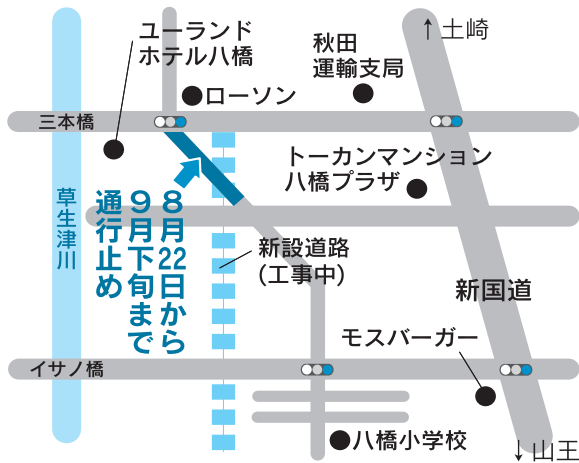 ユーランド
ホテル八橋
秋田
運輸支局
↑土崎
ローソン
三本橋
トーカンマンション
八橋プラザ
草生津川
8月22日から
9月下旬まで
通行止め
新設道路
(工事中)
新国道
モスバーガー
イサノ橋
八橋小学校
↓山王